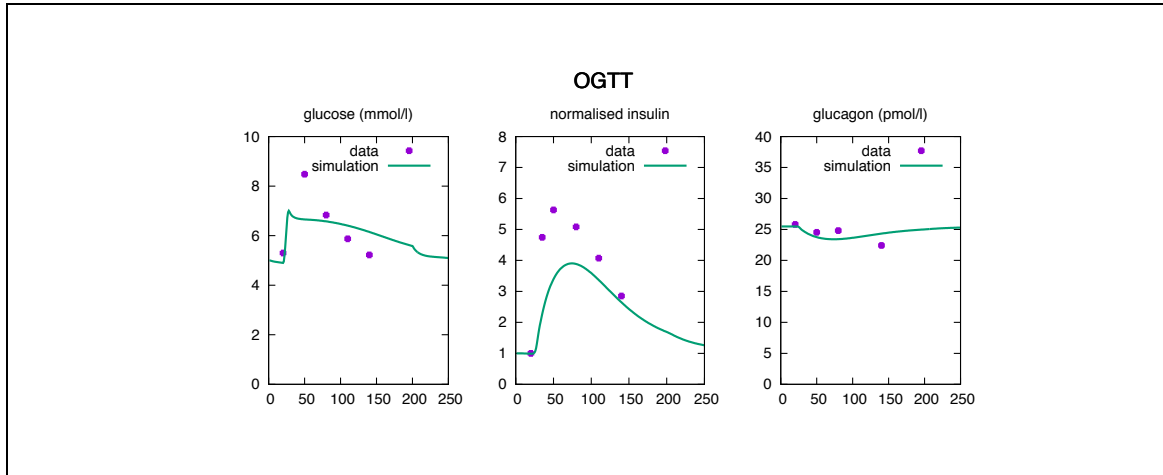 OGTT
glucose (mmol/l)
10
8
6
4
2
0
0 50 100 150 200 250
data
simulation
normalised insulin
8
7
6
5
4
3
2
1
0
0 50 100 150 200 250
data
simulation
glucagon (pmol/l)
40
35
30
25
20
15
10
5
0
0 50 100 150 200 250
data
simulation